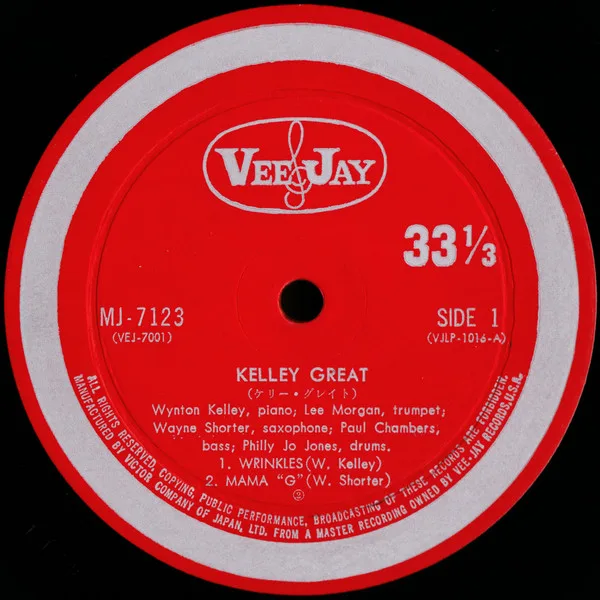 VEE JAY
33 1/3
MJ-7123
(VEJ-7001)
SIDE 1
(VJLP-1016-A)
KELLEY GREAT
(ケリー・グレイト)
Wynton Kelley, piano; Lee Morgan, trumpet;
Wayne Shorter, saxophone; Paul Chambers,
bass; Philly Jo Jones, drums.
1. WRINKLES (W. Kelley)
2. MAMA "G" (W. Shorter)
ALL RIGHTS RESERVED, COPYING, PUBLIC PERFORMANCE, BROADCASTING OF THESE RECORDS ARE FORBIDDEN.
MANUFACTURED BY VICTOR COMPANY OF JAPAN, LTD. FROM A MASTER RECORDING OWNED BY VEE-JAY RECORDS, U.S.A.